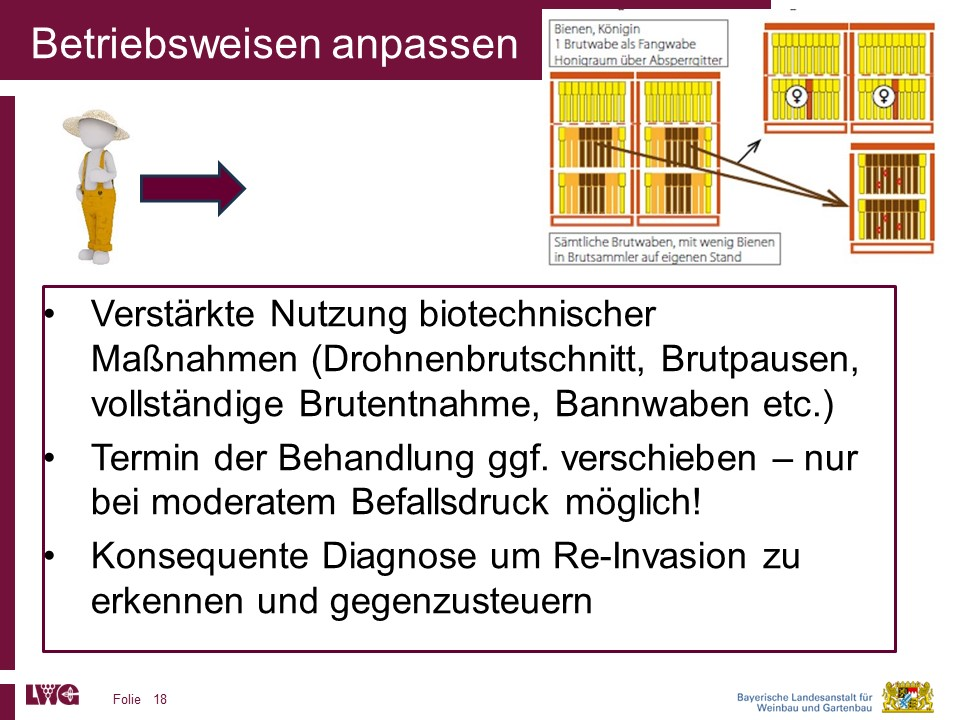 Betriebsweisen anpassen
Bienen, Königin
1 Brutwabe als Fangwabe
Honigraum über Absperrgitter
♀
♀
Sämtliche Brutwaben, mit wenig Bienen
in Brutsammler auf eigenen Stand
• Verstärkte Nutzung biotechnischer
Maßnahmen (Drohnenbrutschnitt, Brutpausen,
vollständige Brutentnahme, Bannwaben etc.)
• Termin der Behandlung ggf. verschieben – nur
bei moderatem Befallsdruck möglich!
• Konsequente Diagnose um Re-Invasion zu
erkennen und gegenzusteuern
LWG
Folie 18
Bayerische Landesanstalt für
Weinbau und Gartenbau